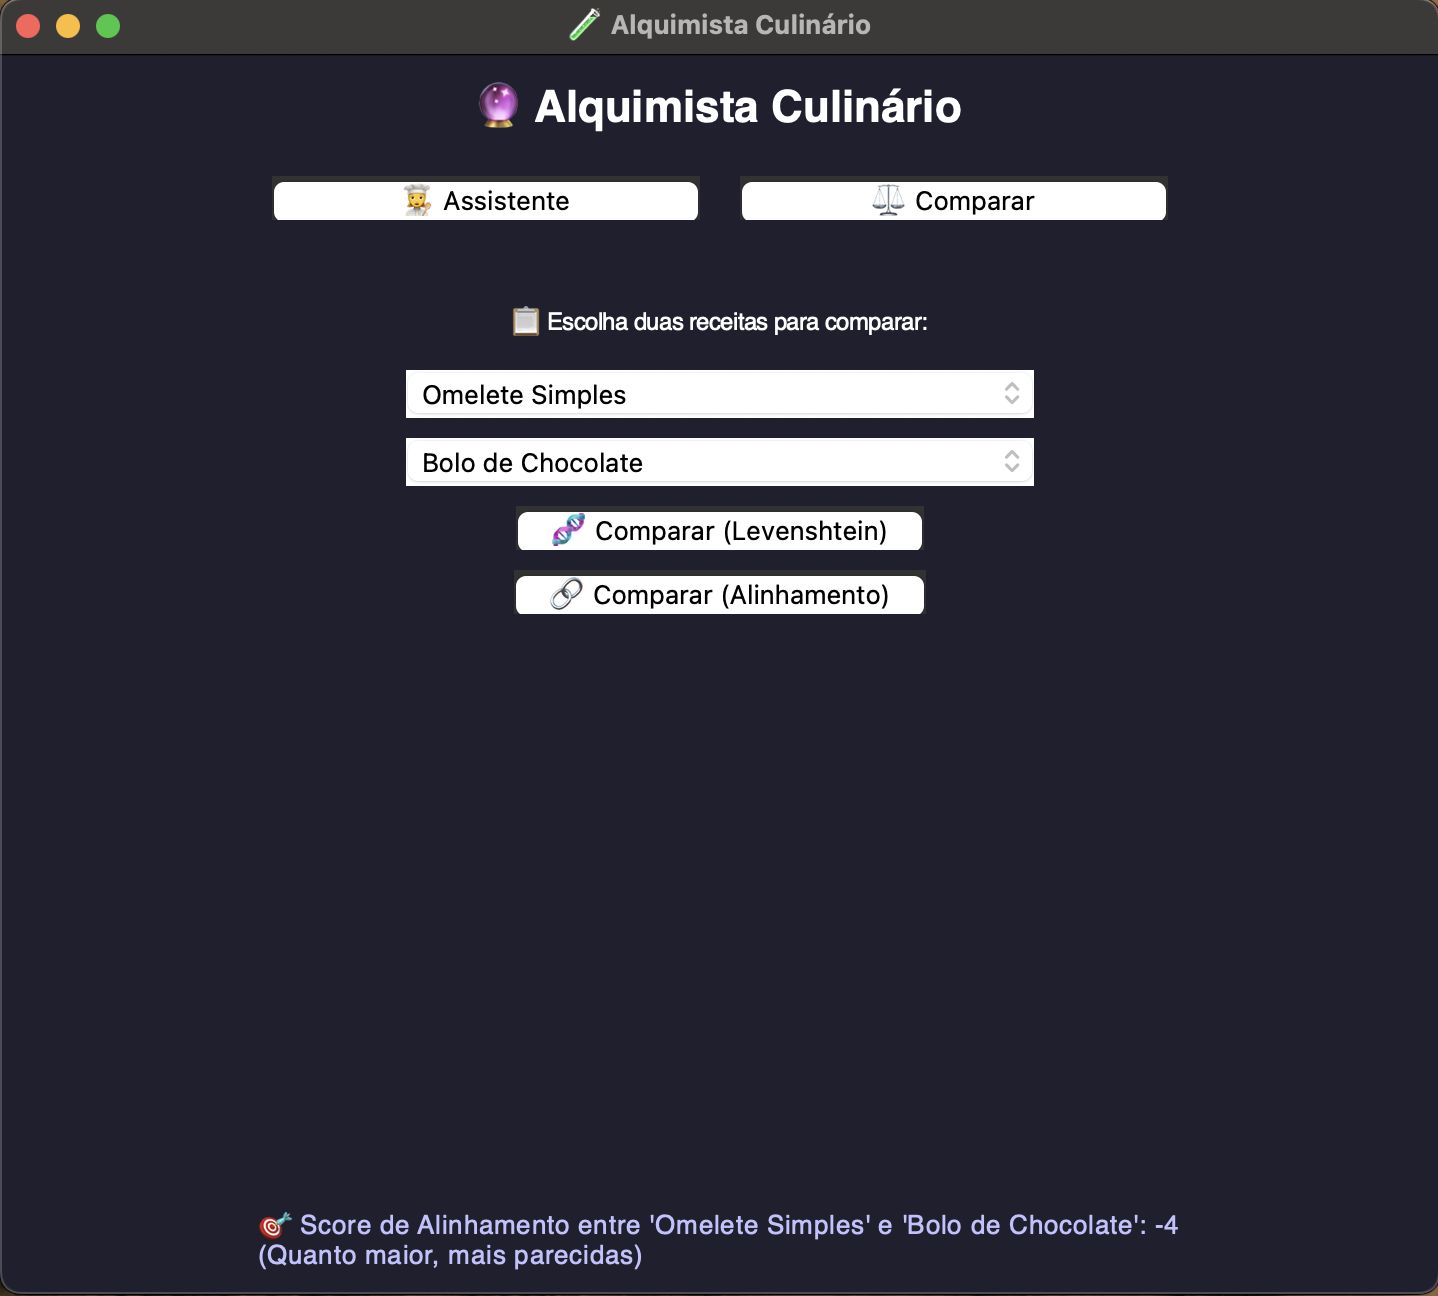 Alquimista Culinário
Alquimista Culinário
Assistente
Comparar
Escolha duas receitas para comparar:
Omelete Simples
Bolo de Chocolate
Comparar (Levenshtein)
Comparar (Alinhamento)
Score de Alinhamento entre 'Omelete Simples' e 'Bolo de Chocolate': -4
(Quanto maior, mais parecidas)